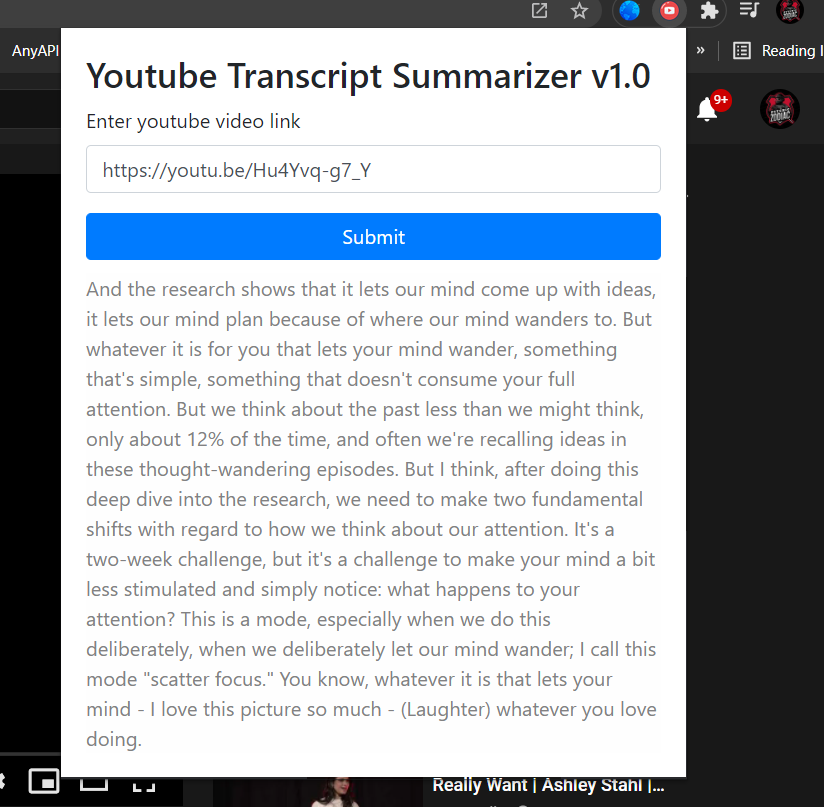 AnyAPI
»
Reading
9+
Youtube Transcript Summarizer v1.0
Enter youtube video link
https://youtu.be/Hu4Yvq-g7_Y
Submit
And the research shows that it lets our mind come up with ideas,
it lets our mind plan because of where our mind wanders to. But
whatever it is for you that lets your mind wander, something
that's simple, something that doesn't consume your full
attention. But we think about the past less than we might think,
only about 12% of the time, and often we're recalling ideas in
these thought-wandering episodes. But I think, after doing this
deep dive into the research, we need to make two fundamental
shifts with regard to how we think about our attention. It's a
two-week challenge, but it's a challenge to make your mind a bit
less stimulated and simply notice: what happens to your
attention? This is a mode, especially when we do this
deliberately, when we deliberately let our mind wander; I call this
mode "scatter focus." You know, whatever it is that lets your
mind - I love this picture so much - (Laughter) whatever you love
doing.
Really Want | Ashley Stahl |...